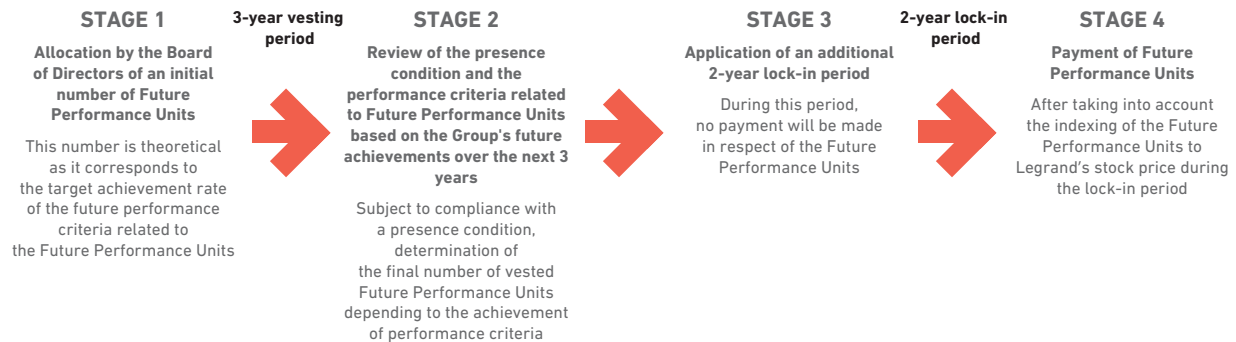 STAGE 1
Allocation by the Board
of Directors of an initial
number of Future
Performance Units
This number is theoretical
as it corresponds to
the target achievement rate
of the future performance
criteria related to
the Future Performance Units
3-year vesting
period
STAGE 2
Review of the presence
condition and the
performance criteria related
to Future Performance Units
based on the Group's future
achievements over the next 3
years
Subject to compliance with
a presence condition,
determination of
the final number of vested
Future Performance Units
depending to the achievement
of performance criteria
STAGE 3
Application of an additional
2-year lock-in period
During this period,
no payment will be made
in respect of the Future
Performance Units
2-year lock-in
period
STAGE 4
Payment of Future
Performance Units
After taking into account
the indexing of the Future
Performance Units to
Legrand’s stock price during
the lock-in period